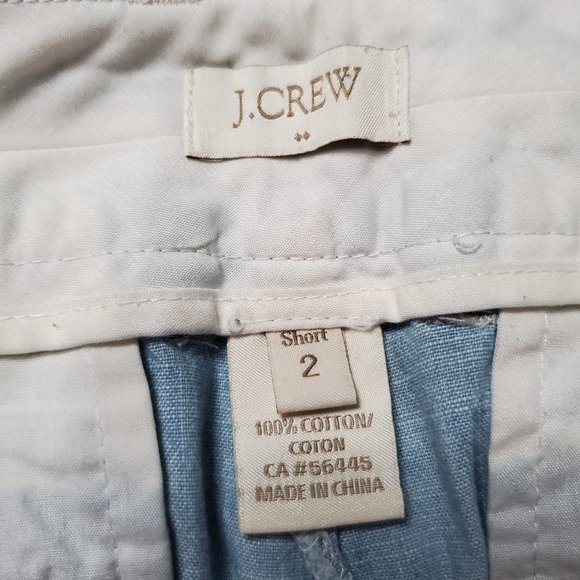 J.CREW
Short
2
100% COTTON/
COTON
CA #56445
MADE IN CHINA